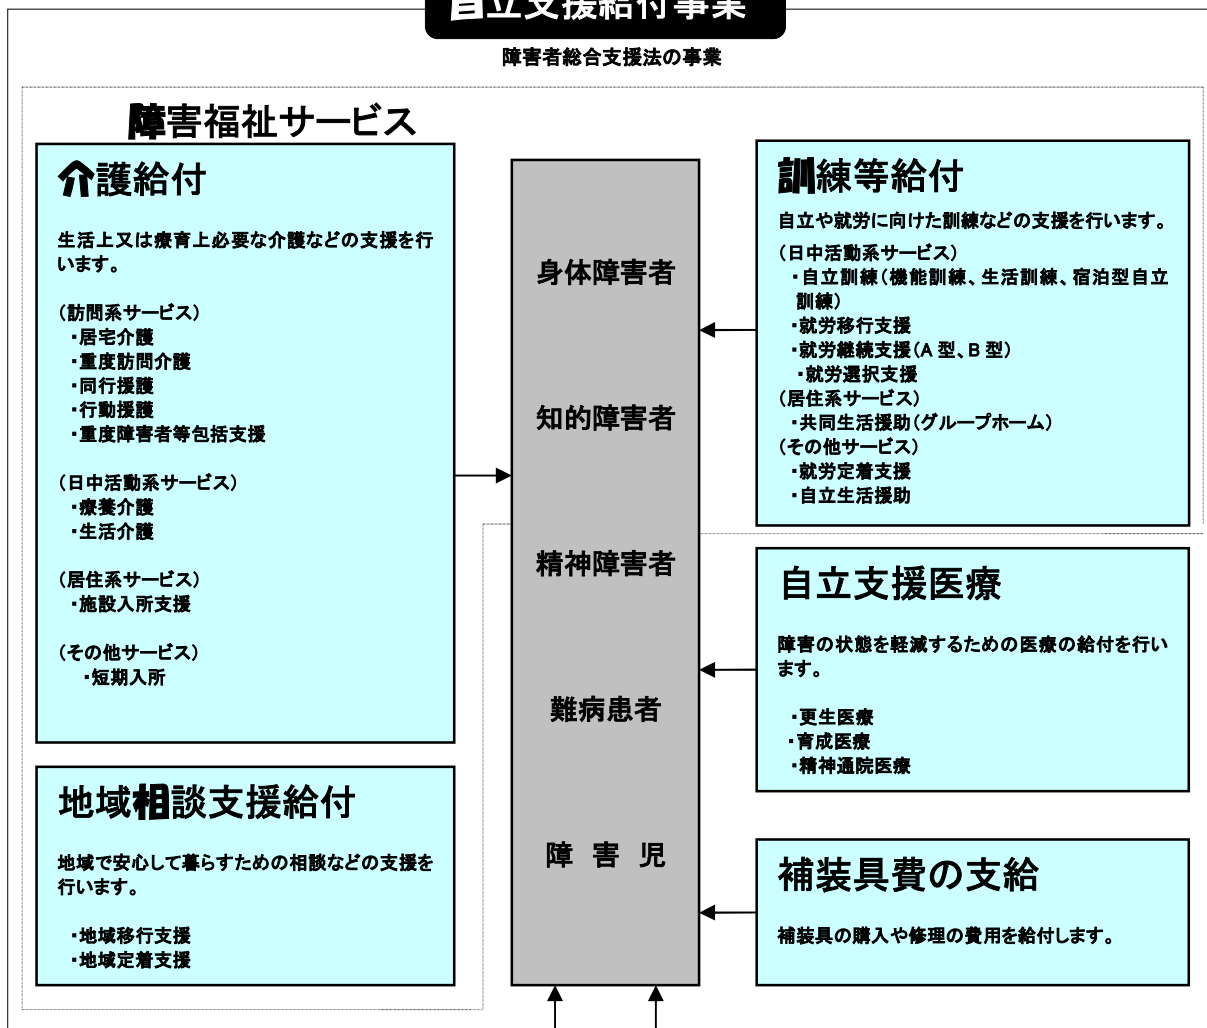 自立支援給付事業
障害者総合支援法の事業
障害福祉サービス
介護給付
生活上又は療育上必要な介護などの支援を行
います。
（訪問系サービス）
・居宅介護
・重度訪問介護
・同行援護
・行動援護
・重度障害者等包括支援
（日中活動系サービス）
・療養介護
・生活介護
（居住系サービス）
・施設入所支援
（その他サービス）
・短期入所
地域相談支援給付
地域で安心して暮らすための相談などの支援を
行います。
・地域移行支援
・地域定着支援
身体障害者
知的障害者
精神障害者
難病患者
障 害 児
訓練等給付
自立や就労に向けた訓練などの支援を行います。
（日中活動系サービス）
・自立訓練（機能訓練、生活訓練、宿泊型自立
訓練）
・就労移行支援
・就労継続支援（A 型、B 型）
・就労選択支援
（居住系サービス）
・共同生活援助（グループホーム）
（その他サービス）
・就労定着支援
・自立生活援助
自立支援医療
障害の状態を軽減するための医療の給付を行い
ます。
・更生医療
・育成医療
・精神通院医療
補装具費の支給
補装具の購入や修理の費用を給付します。